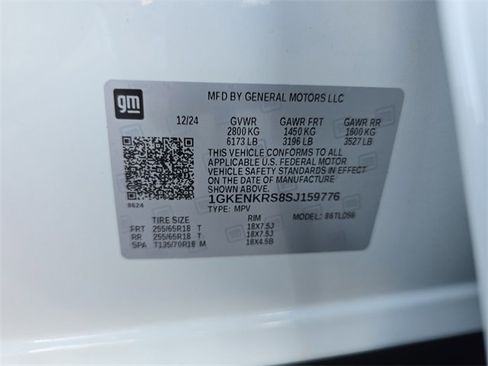 gm
MFD BY GENERAL MOTORS LLC
12/24 GVWR GAWR FRT GAWR RR
2800 KG 1450 KG 1600 KG
6173 LB 3196 LB 3527 LB
THIS VEHICLE CONFORMS TO ALL
APPLICABLE U.S. FEDERAL MOTOR
VEHICLE SAFETY STANDARDS IN EFFECT
ON THE DATE OF MANUFACTURE.
1GKENKRS8SJ159776
8624 TYPE: MPV MODEL:
TIRE SIZE RIM
FRT 255/65R18 T 18X7.5J
RR 255/65R18 T 18X7.5J
SPA T135/70R18 M 18X4.5B